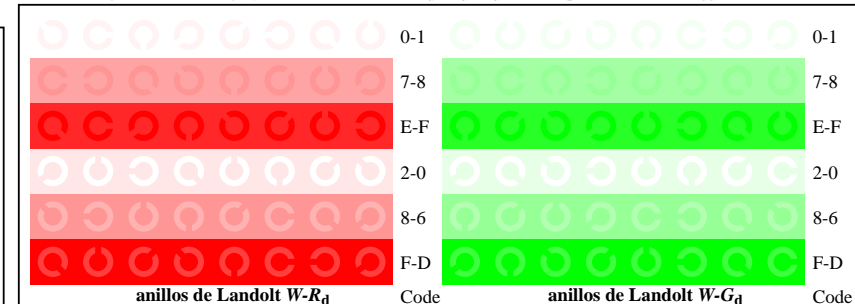 0-1
7-8
E-F
2-0
8-6
F-D
anillos de Landolt W-Rd Code
0-1
7-8
E-F
2-0
8-6
F-D
anillos de Landolt W-Gd Code